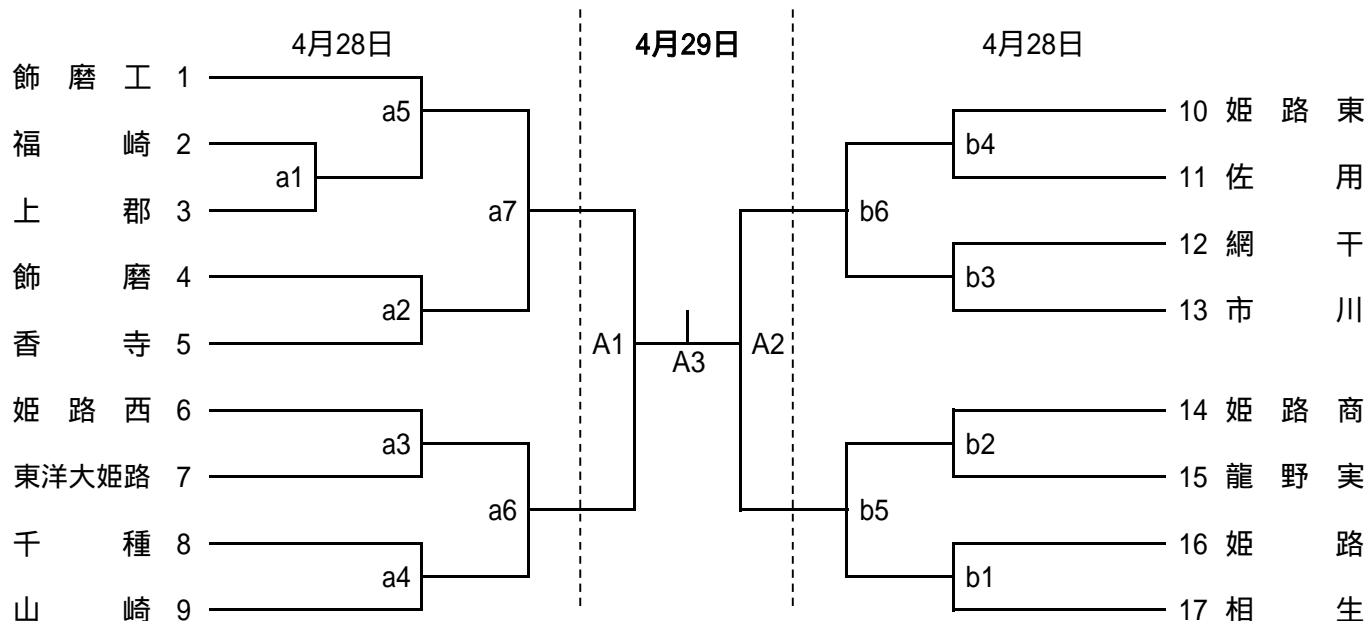 4月28日 4月29日 4月28日
飾磨工 1
a5
10 姫路東
福崎 2
b4
a1
11 佐用
上郡 3
a7
b6
12 網干
飾磨 4
b3
a2
13 市川
香寺 5
A1
A3
A2
姫路西 6
14 姫路商
a3
b2
東洋大姫路 7
15 龍野実
a6
b5
千種 8
16 姫路
a4
b1
山崎 9
17 相生